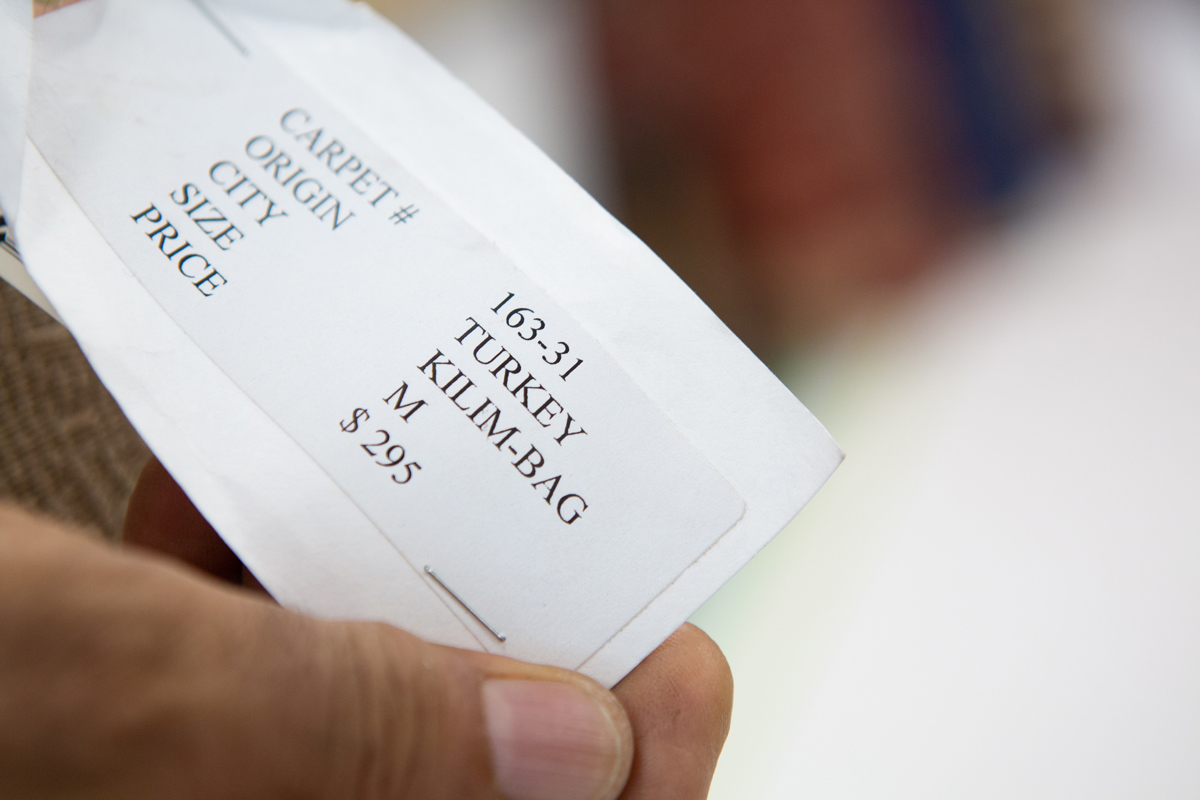 CARPET # 163-31
ORIGIN TURKEY
CITY KILIM-BAG
SIZE M
PRICE $ 295